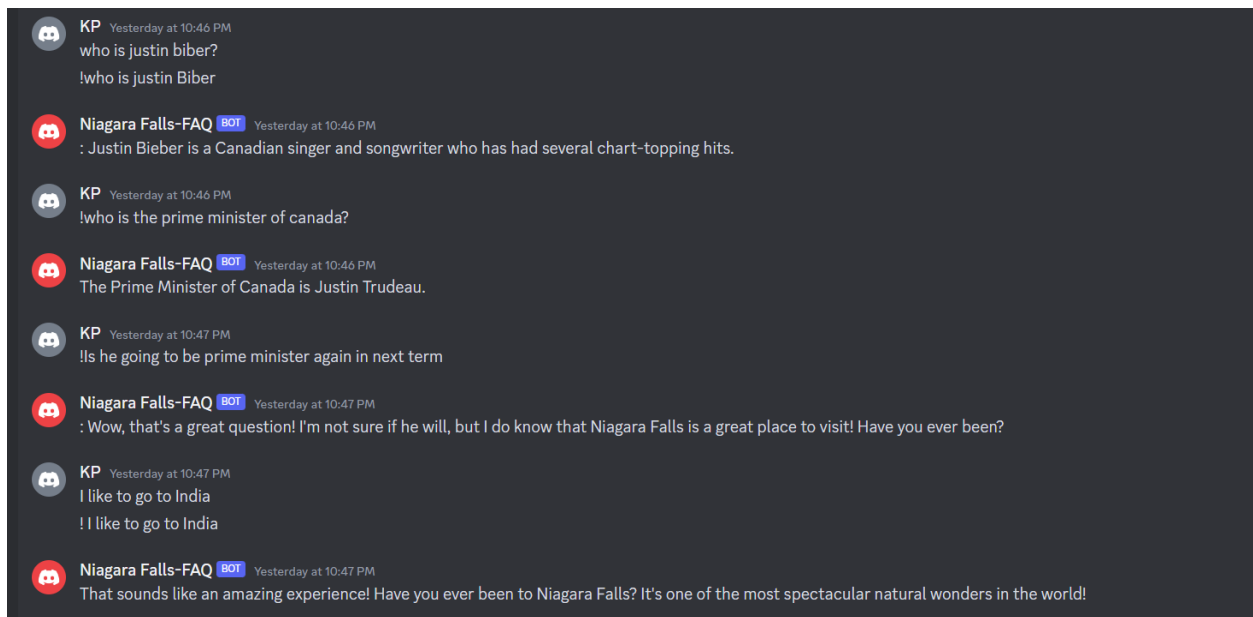 KP Yesterday at 10:46 PM
who is justin biber?
!who is justin Biber
Niagara Falls-FAQ BOT Yesterday at 10:46 PM
: Justin Bieber is a Canadian singer and songwriter who has had several chart-topping hits.
KP Yesterday at 10:46 PM
!who is the prime minister of canada?
Niagara Falls-FAQ BOT Yesterday at 10:46 PM
The Prime Minister of Canada is Justin Trudeau.
KP Yesterday at 10:47 PM
!Is he going to be prime minister again in next term
Niagara Falls-FAQ BOT Yesterday at 10:47 PM
: Wow, that's a great question! I'm not sure if he will, but I do know that Niagara Falls is a great place to visit! Have you ever been?
KP Yesterday at 10:47 PM
I like to go to India
! I like to go to India
Niagara Falls-FAQ BOT Yesterday at 10:47 PM
That sounds like an amazing experience! Have you ever been to Niagara Falls? It's one of the most spectacular natural wonders in the world!